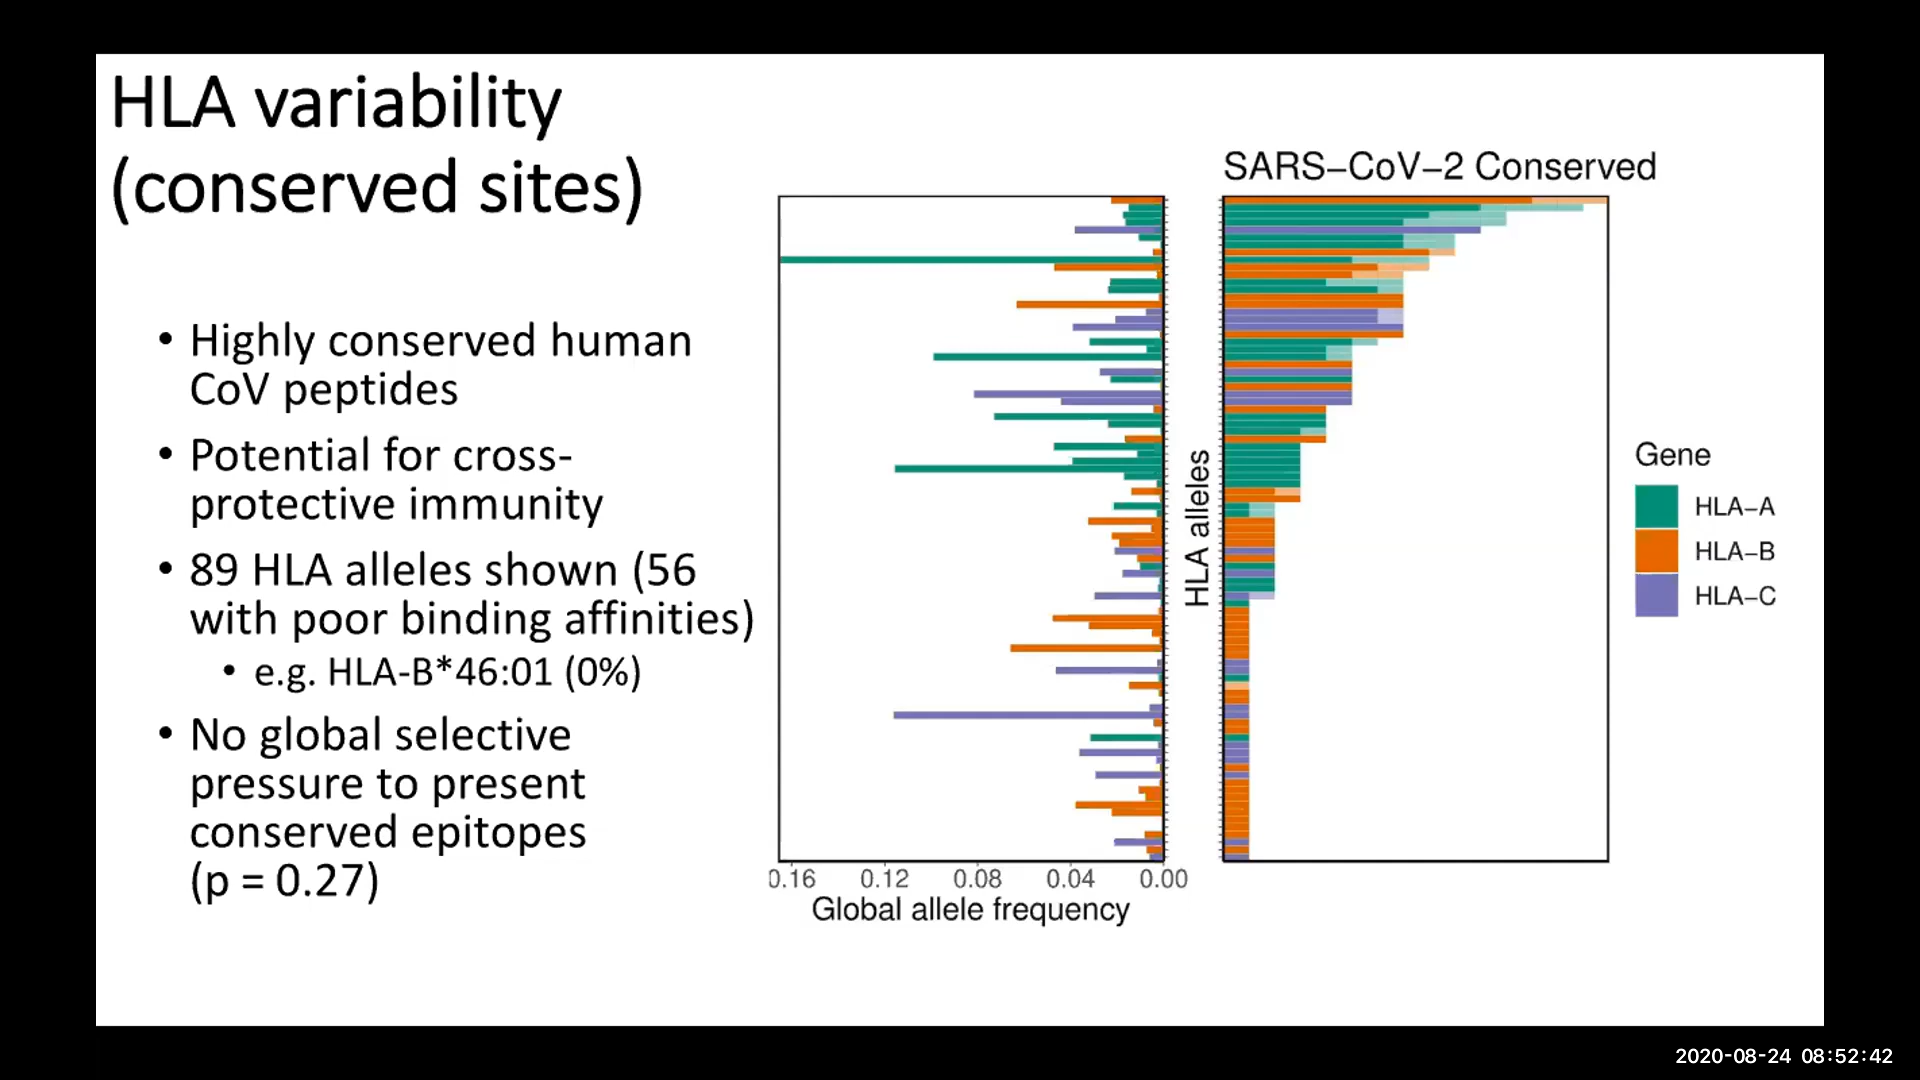 HLA variability
(conserved sites)
• Highly conserved human
CoV peptides
• Potential for cross-
protective immunity
• 89 HLA alleles shown (56
with poor binding affinities)
• e.g. HLA-B*46:01 (0%)
• No global selective
pressure to present
conserved epitopes
(p = 0.27)
SARS−CoV−2 Conserved
HLA alleles
0.16 0.12 0.08 0.04 0.00
Global allele frequency
Gene
HLA−A
HLA−B
HLA−C
2020-08-24 08:52:42